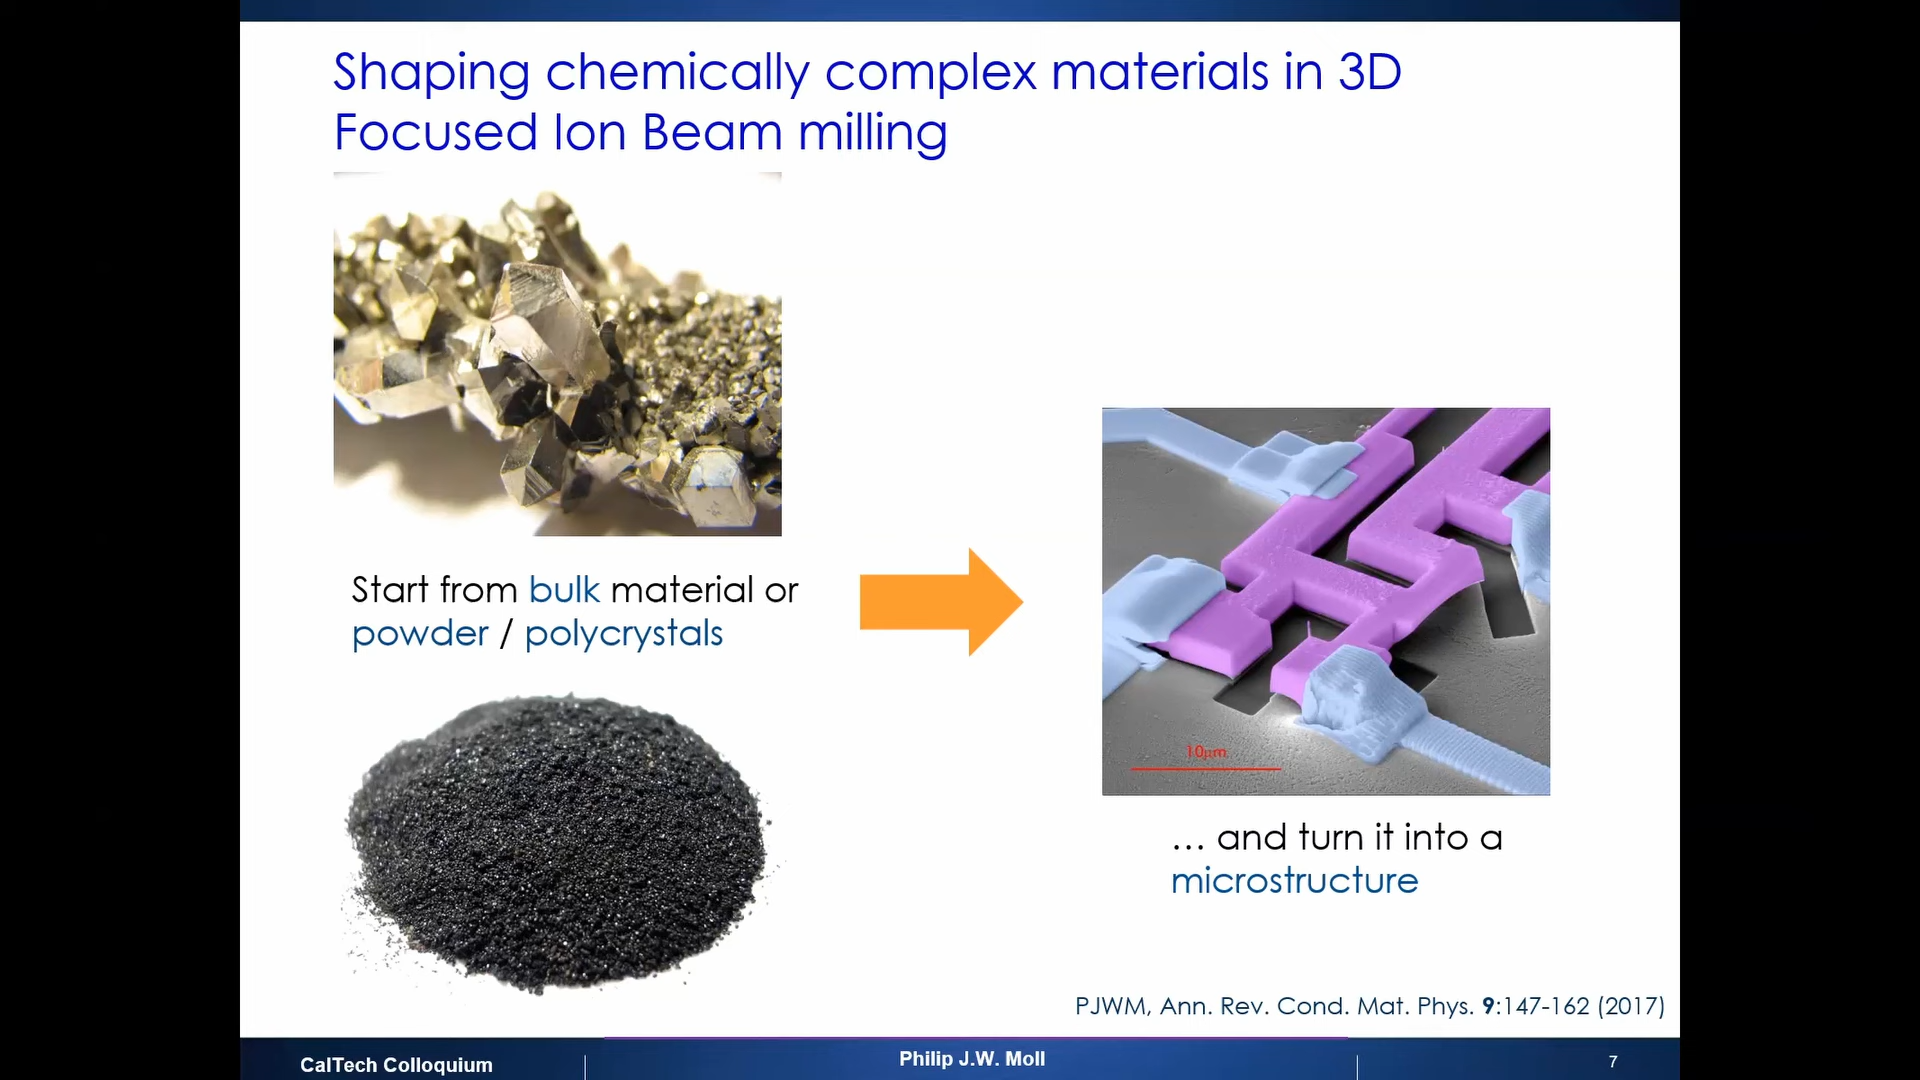 Shaping chemically complex materials in 3D
Focused Ion Beam milling
Start from bulk material or
powder / polycrystals
10µm
… and turn it into a
microstructure
PJWM, Ann. Rev. Cond. Mat. Phys. 9:147-162 (2017)
CalTech Colloquium
Philip J.W. Moll
7